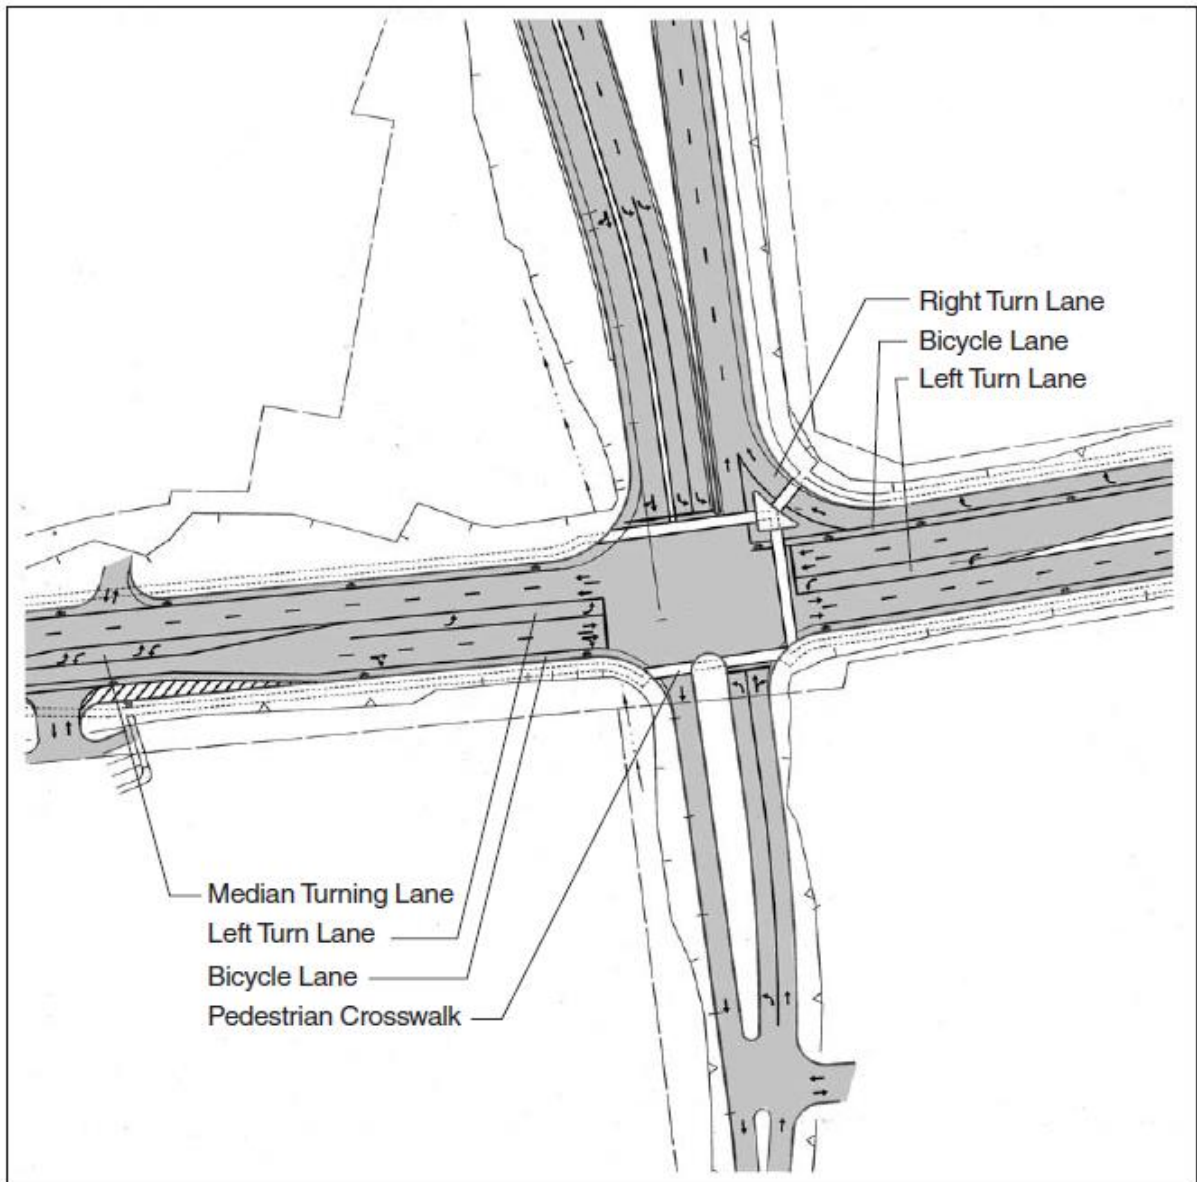 Right Turn Lane
Bicycle Lane
Left Turn Lane
Median Turning Lane
Left Turn Lane
Bicycle Lane
Pedestrian Crosswalk